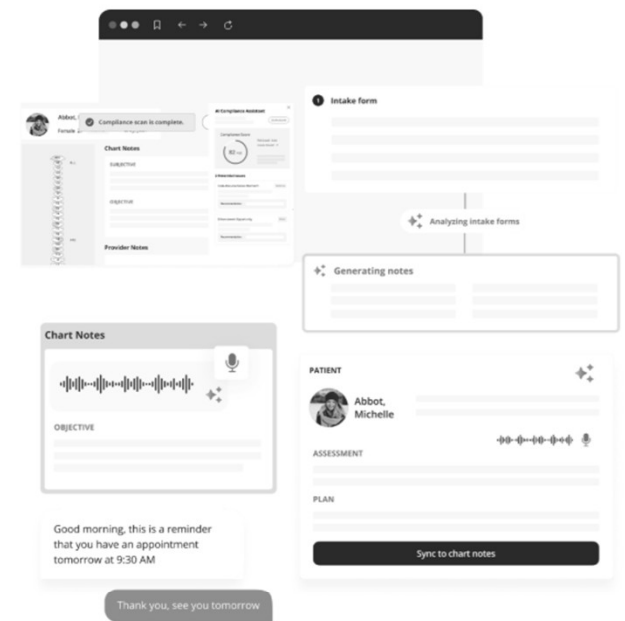 Intake form
Abbot,
Female
Compliance scan is complete.
AI Compliance Assistant
Compliance Score
Chart Notes
SUBJECTIVE
OBJECTIVE
Provider Notes
Analyzing intake forms
Generating notes
Chart Notes
OBJECTIVE
PATIENT
Abbot,
Michelle
ASSESSMENT
PLAN
Sync to chart notes
Good morning, this is a reminder
that you have an appointment
tomorrow at 9:30 AM
Thank you, see you tomorrow